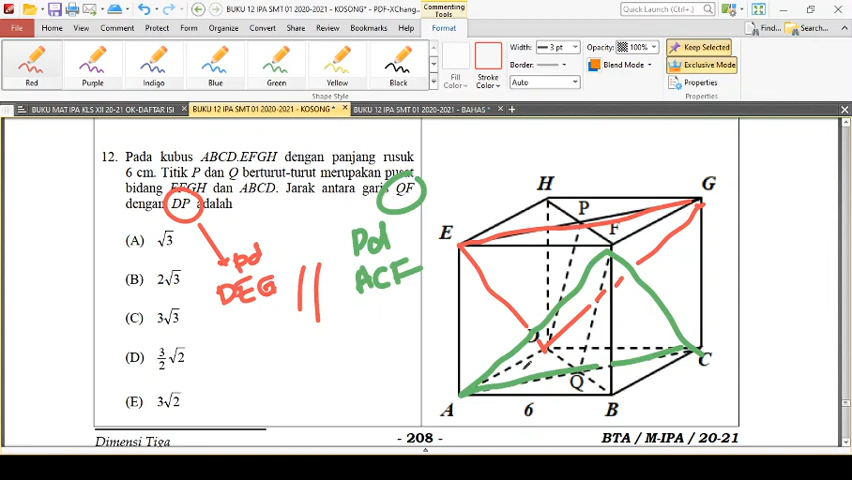 BUKU 12 IPA SMT 01 2020-2021 - KOSONG* - PDF-XChang
Commenting Tools
Quick Launch (Ctrl+.)
File
Home
Convert
Edit
Organize
Comment
View
Protect
Form
Share
Review
Bookmarks
Help
Format
Find...
Search...
Red
Purple
Indigo
Blue
Green
Yellow
Black
Shape Style
Fill Color
Stroke Color
Width: 3 pt
Border:
Auto
Opacity: 100%
Blend Mode
Keep Selected
Exclusive Mode
Properties
Properties
BUKU MAT IPA KLS XII 20-21 OK-DAFTAR ISI
BUKU 12 IPA SMT 01 2020-2021 - KOSONG *
BUKU 12 IPA SMT 01 2020-2021 - BAHAS *
12. Pada kubus ABCD.EFGH dengan panjang rusuk
6 cm. Titik P dan Q berturut-turut merupakan pusat
bidang EFGH dan ABCD. Jarak antara garis QF
dengan DP adalah
(A) √3
(B) 2√3
(C) 3√3
(D) 3/2 √2
(E) 3√2
pd
DEG ||
Pd
ACF
H
G
P
E
F
D
C
Q
A
6
B
Dimensi Tiga
- 208 -
BTA / M-IPA / 20-21